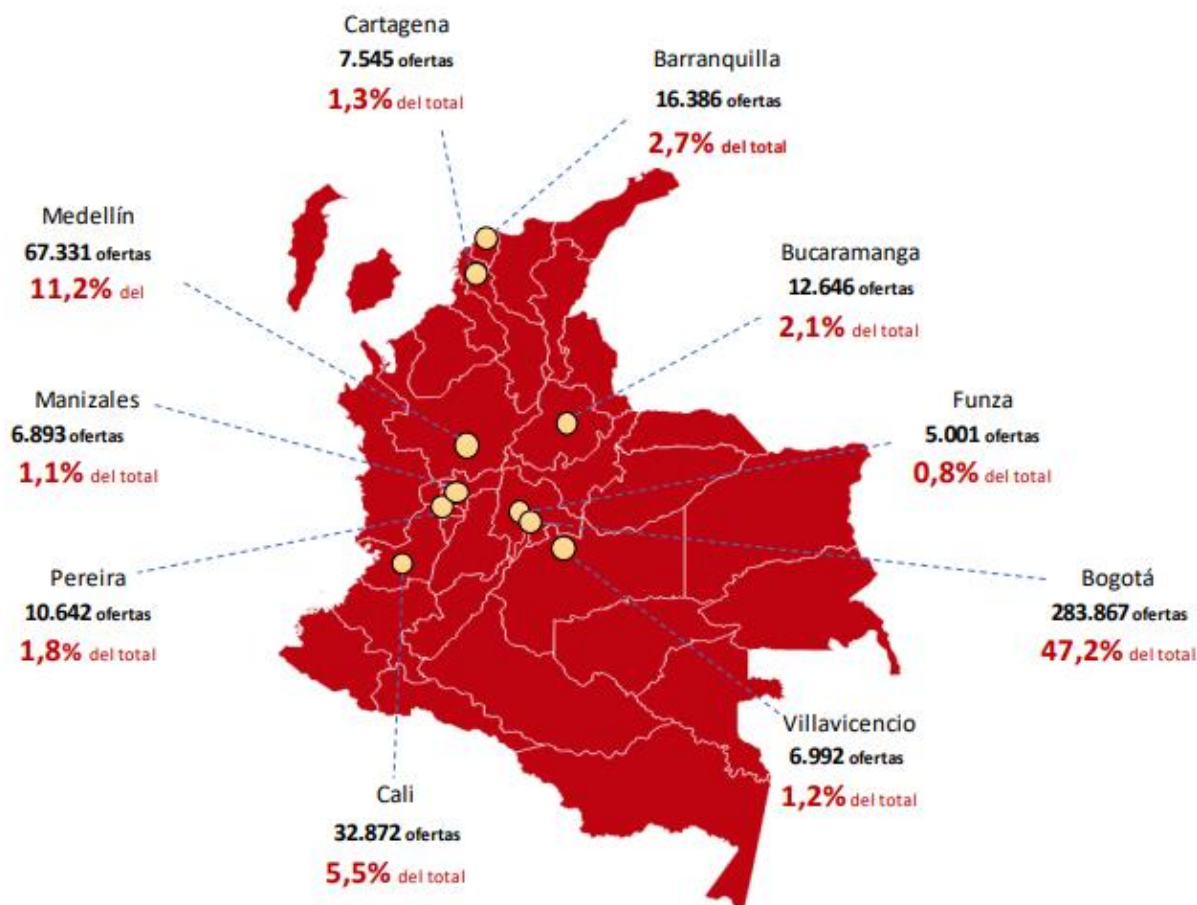 Cartagena
7.545 ofertas
1,3% del total
Barranquilla
16.386 ofertas
2,7% del total
Medellín
67.331 ofertas
11,2% del
Bucaramanga
12.646 ofertas
2,1% del total
Manizales
6.893 ofertas
1,1% del total
Funza
5.001 ofertas
0,8% del total
Pereira
10.642 ofertas
1,8% del total
Bogotá
283.867 ofertas
47,2% del total
Villavicencio
6.992 ofertas
1,2% del total
Cali
32.872 ofertas
5,5% del total